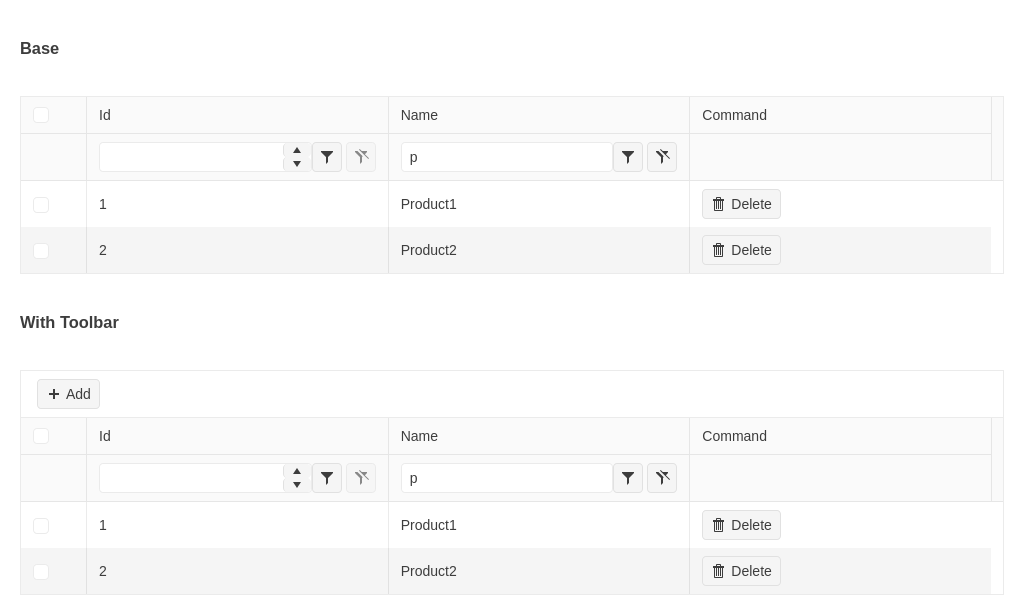 Base
Id Name Command
p
1 Product1 Delete
2 Product2 Delete
With Toolbar
Add
Id Name Command
p
1 Product1 Delete
2 Product2 Delete